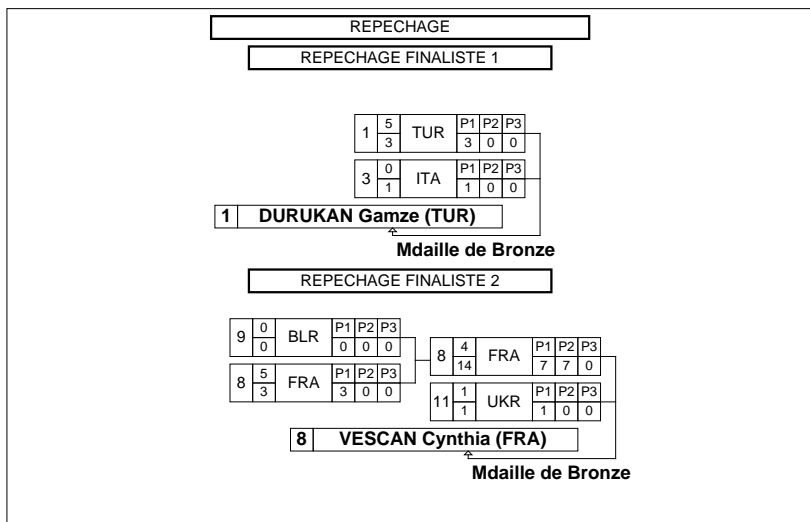 REPECHAGE
REPECHAGE FINALISTE 1
1 5 TUR P1 P2 P3
3 3 0 0
3 0 ITA P1 P2 P3
1 1 0 0
1 DURUKAN Gamze (TUR)
Mdaille de Bronze
REPECHAGE FINALISTE 2
9 0 BLR P1 P2 P3
0 0 0 0
8 4 FRA P1 P2 P3
14 7 7 0
8 5 FRA P1 P2 P3
3 3 0 0
11 1 UKR P1 P2 P3
1 1 0 0
8 VESCAN Cynthia (FRA)
Mdaille de Bronze